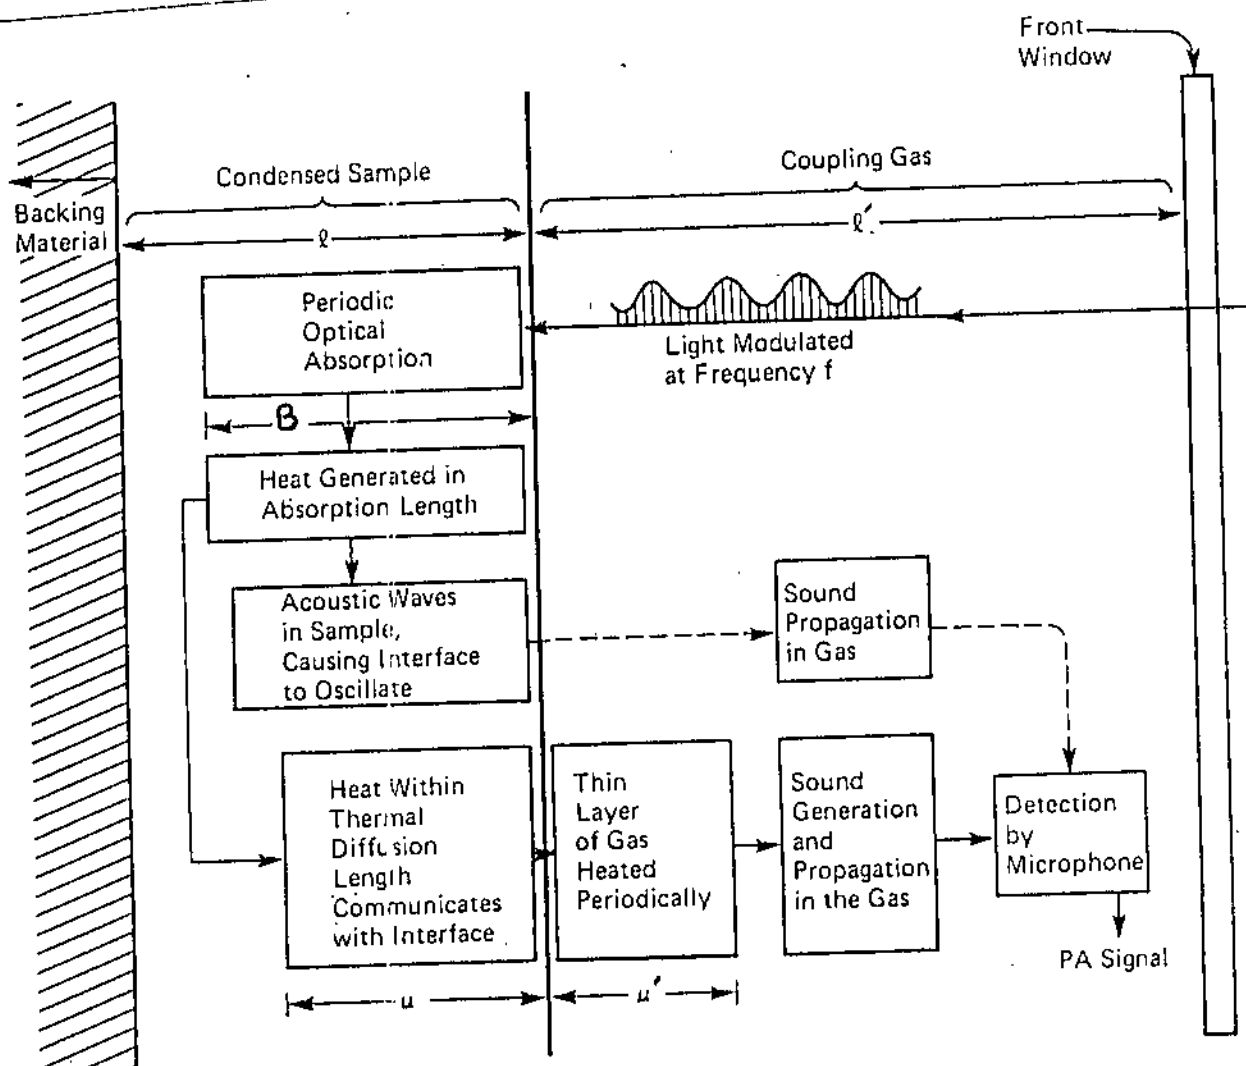 Front
Window
Coupling Gas
Condensed Sample
Backing
Material
ℓ
ℓ′
Periodic
Optical
Absorption
Light Modulated
at Frequency f
B
Heat Generated in
Absorption Length
Acoustic Waves
in Sample,
Causing Interface
to Oscillate
Sound
Propagation
in Gas
Heat Within
Thermal
Diffusion
Length
Communicates
with Interface
Thin
Layer
of Gas
Heated
Periodically
Sound
Generation
and
Propagation
in the Gas
Detection
by
Microphone
PA Signal
μ
μ′